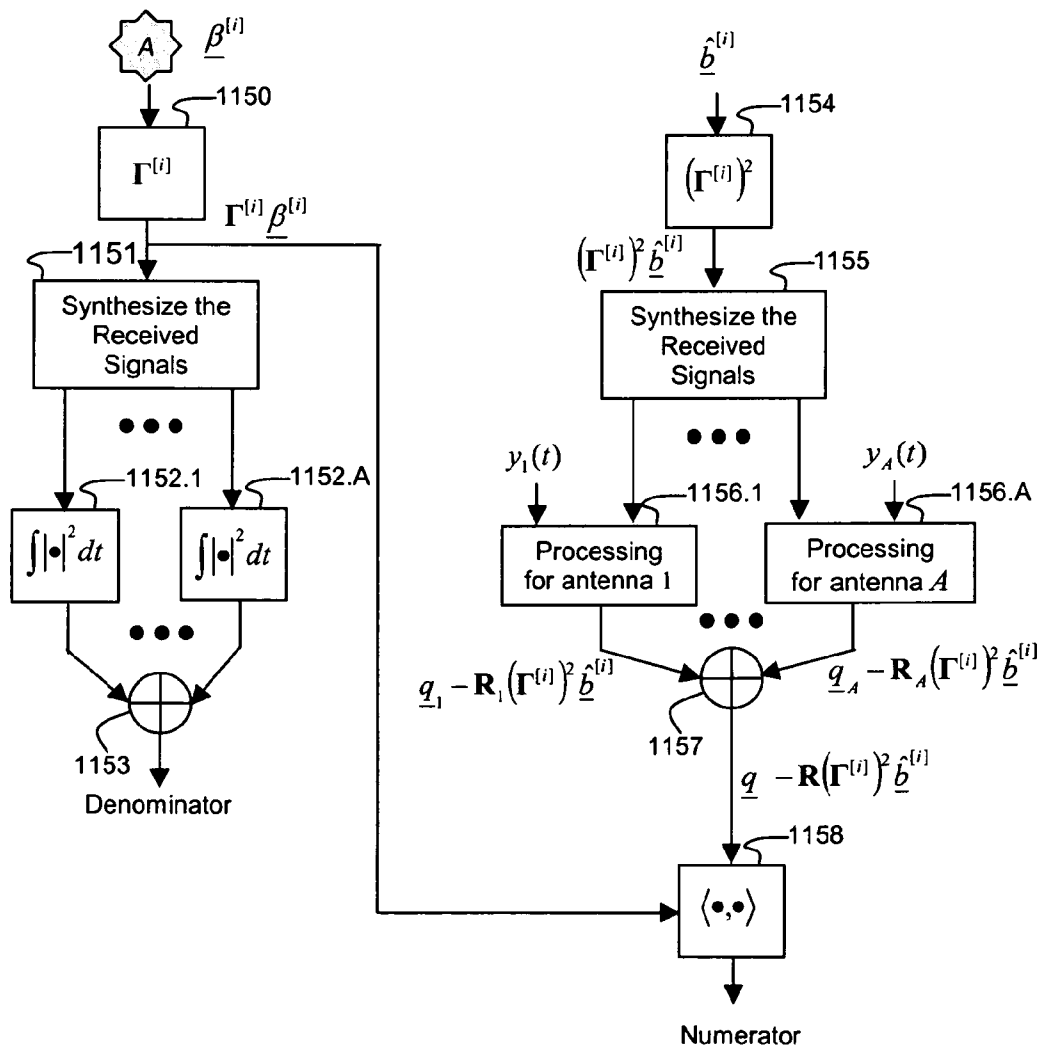 A β^[i]
1150
Γ^[i]
Γ^[i] β^[i]
1151
Synthesize the
Received
Signals
● ● ●
1152.1
1152.A
∫|●|² dt
∫|●|² dt
● ● ●
1153
Denominator
b̂^[i]
1154
(Γ^[i])²
(Γ^[i])² b̂^[i]
1155
Synthesize the
Received
Signals
● ● ●
y₁(t)
y_A(t)
1156.1
1156.A
Processing
for antenna 1
Processing
for antenna A
● ● ●
q₁ − R₁(Γ^[i])² b̂^[i]
q_A − R_A(Γ^[i])² b̂^[i]
1157
q − R(Γ^[i])² b̂^[i]
1158
⟨●,●⟩
Numerator